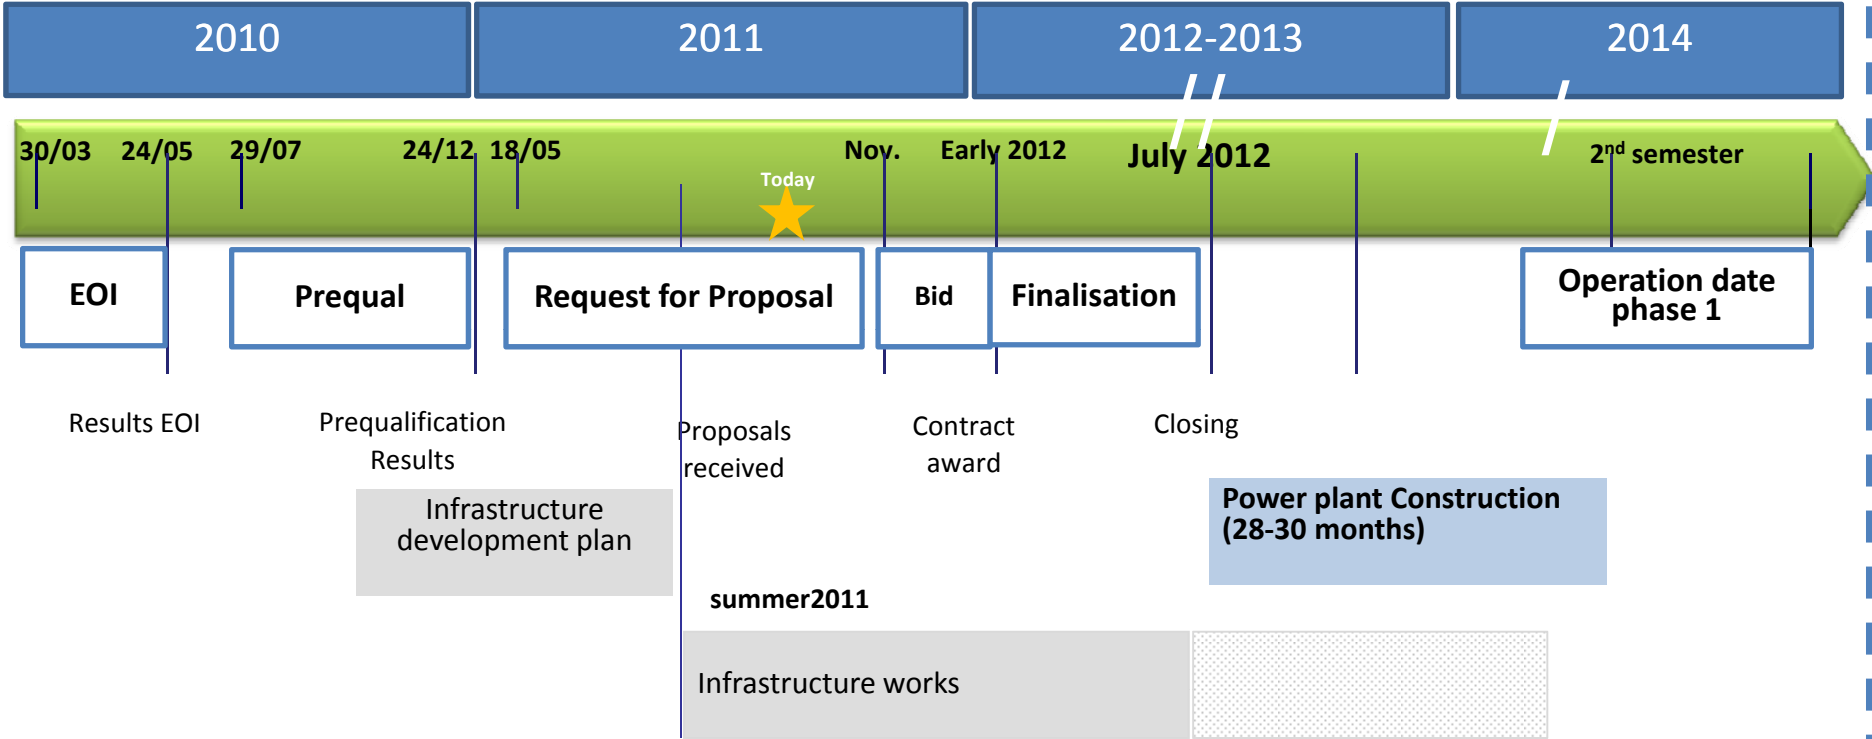 2010
2011
2012-2013
2014
30/03
24/05
29/07
24/12
18/05
Nov.
Early 2012
July 2012
2nd semester
Today
EOI
Prequal
Request for Proposal
Bid
Finalisation
Operation date
phase 1
Results EOI
Prequalification
Results
Proposals
received
Contract
award
Closing
Infrastructure
development plan
Power plant Construction
(28-30 months)
summer2011
Infrastructure works